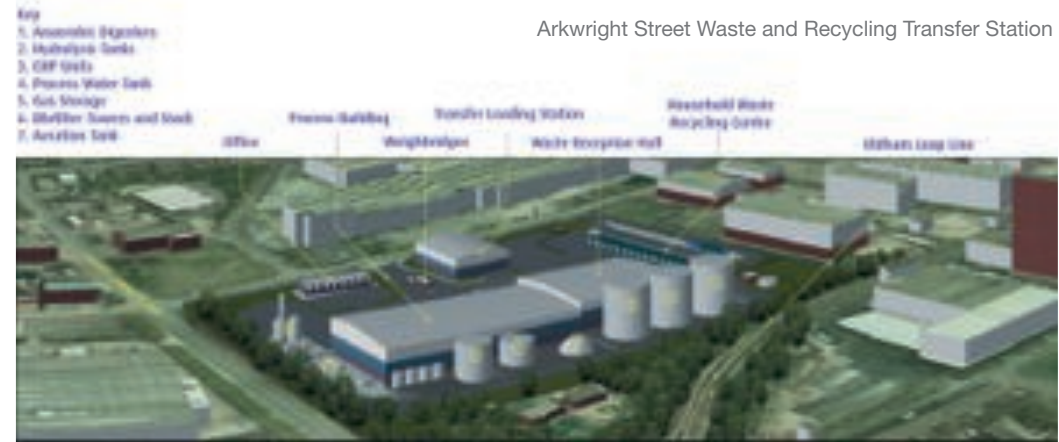 Arkwright Street Waste and Recycling Transfer Station
Key
1. Anaerobic Digesters
2. Hydrolysis Tanks
3. CHP Units
4. Process Water Tank
5. Gas Storage
6. Biofilter Towers and Stack
7. Aeration Tank
Office
Process Building
Weighbridges
Transfer Loading Station
Waste Reception Hall
Household Waste
Recycling Centre
Oldham Loop Line